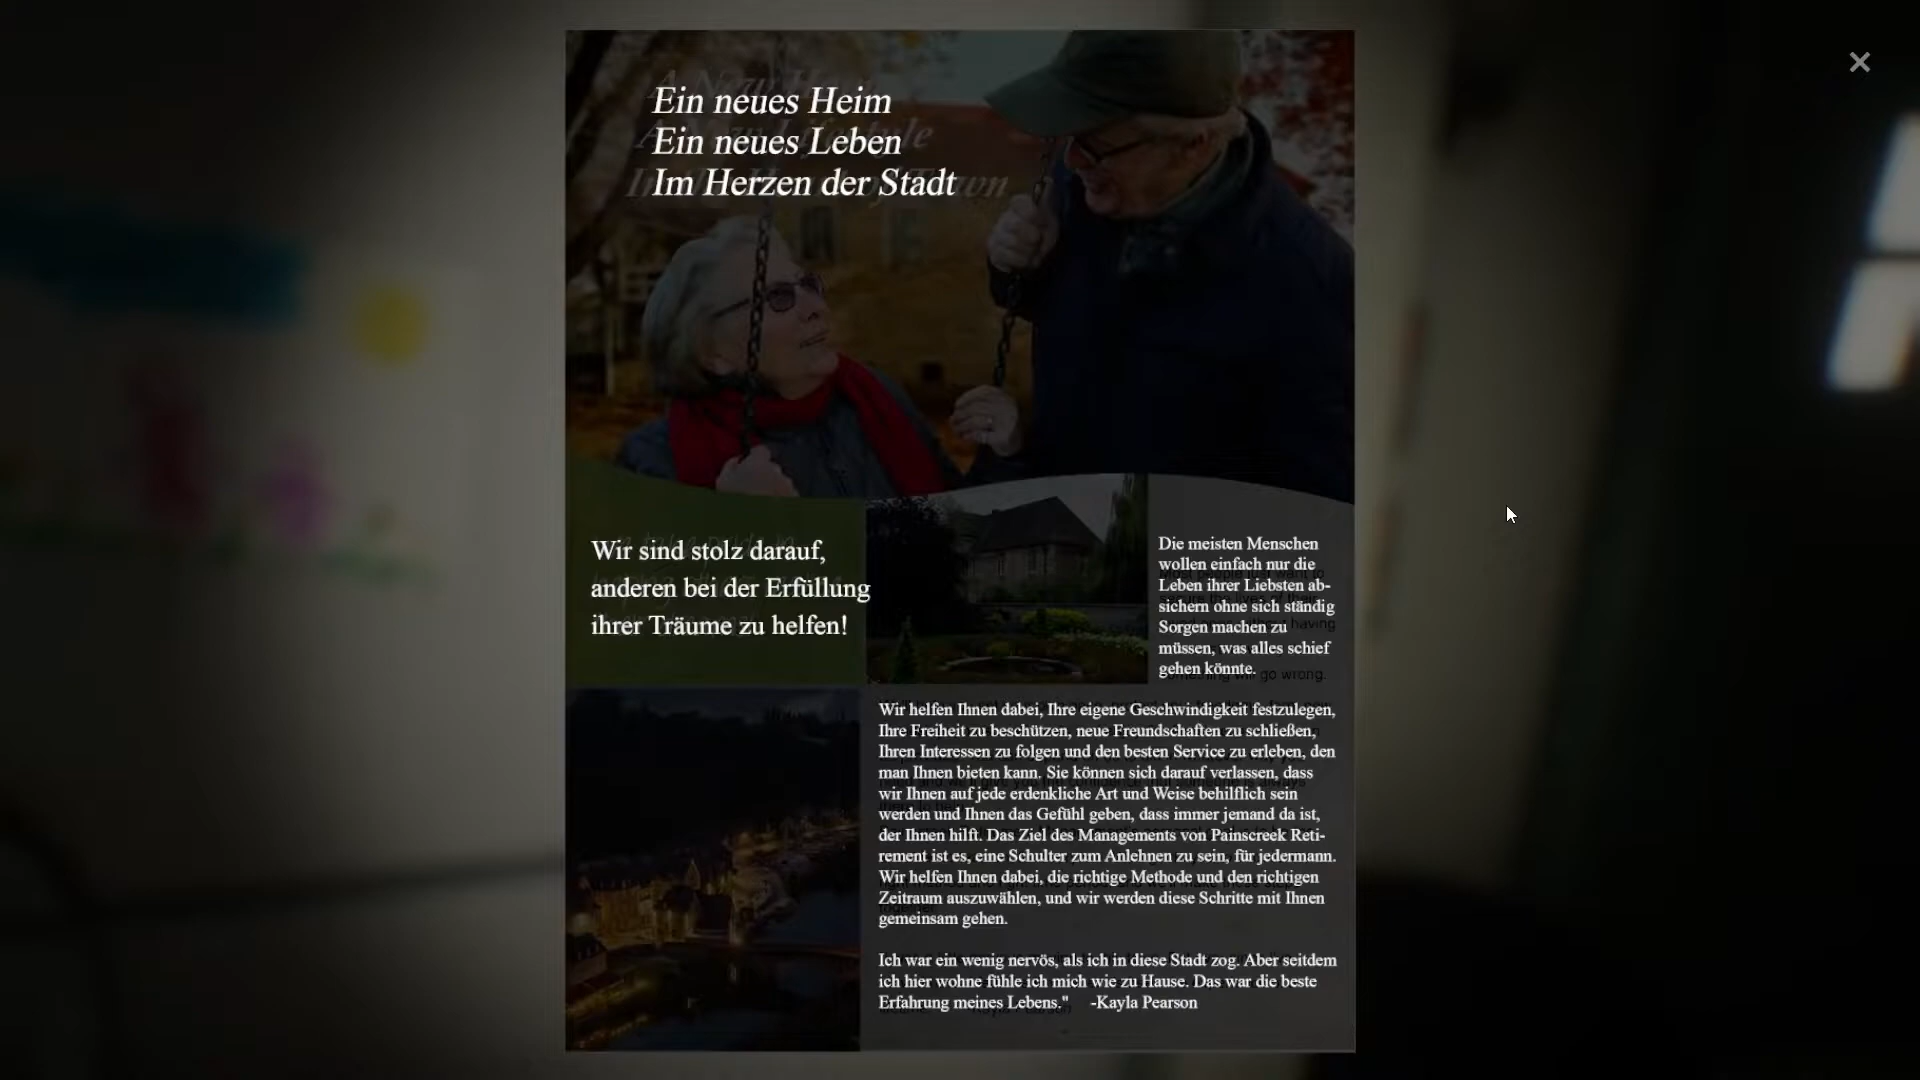 Ein neues Heim
Ein neues Leben
Im Herzen der Stadt
Wir sind stolz darauf,
anderen bei der Erfüllung
ihrer Träume zu helfen!
Die meisten Menschen
wollen einfach nur die
Leben ihrer Liebsten ab-
sichern ohne sich ständig
Sorgen machen zu
müssen, was alles schief
gehen könnte.
Wir helfen Ihnen dabei, Ihre eigene Geschwindigkeit festzulegen,
Ihre Freiheit zu beschützen, neue Freundschaften zu schließen,
Ihren Interessen zu folgen und den besten Service zu erleben, den
man Ihnen bieten kann. Sie können sich darauf verlassen, dass
wir Ihnen auf jede erdenkliche Art und Weise behilflich sein
werden und Ihnen das Gefühl geben, dass immer jemand da ist,
der Ihnen hilft. Das Ziel des Managements von Painscreek Reti-
rement ist es, eine Schulter zum Anlehnen zu sein, für jedermann.
Wir helfen Ihnen dabei, die richtige Methode und den richtigen
Zeitraum auszuwählen, und wir werden diese Schritte mit Ihnen
gemeinsam gehen.
Ich war ein wenig nervös, als ich in diese Stadt zog. Aber seitdem
ich hier wohne fühle ich mich wie zu Hause. Das war die beste
Erfahrung meines Lebens." -Kayla Pearson